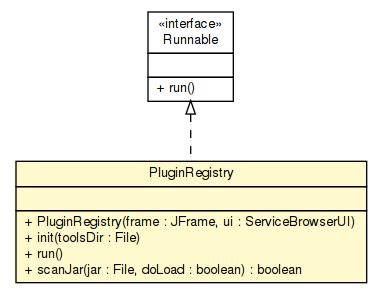 «interface»
Runnable
+ run()
PluginRegistry
+ PluginRegistry(frame : JFrame, ui : ServiceBrowserUI)
+ init(toolsDir : File)
+ run()
+ scanJar(jar : File, doLoad : boolean) : boolean